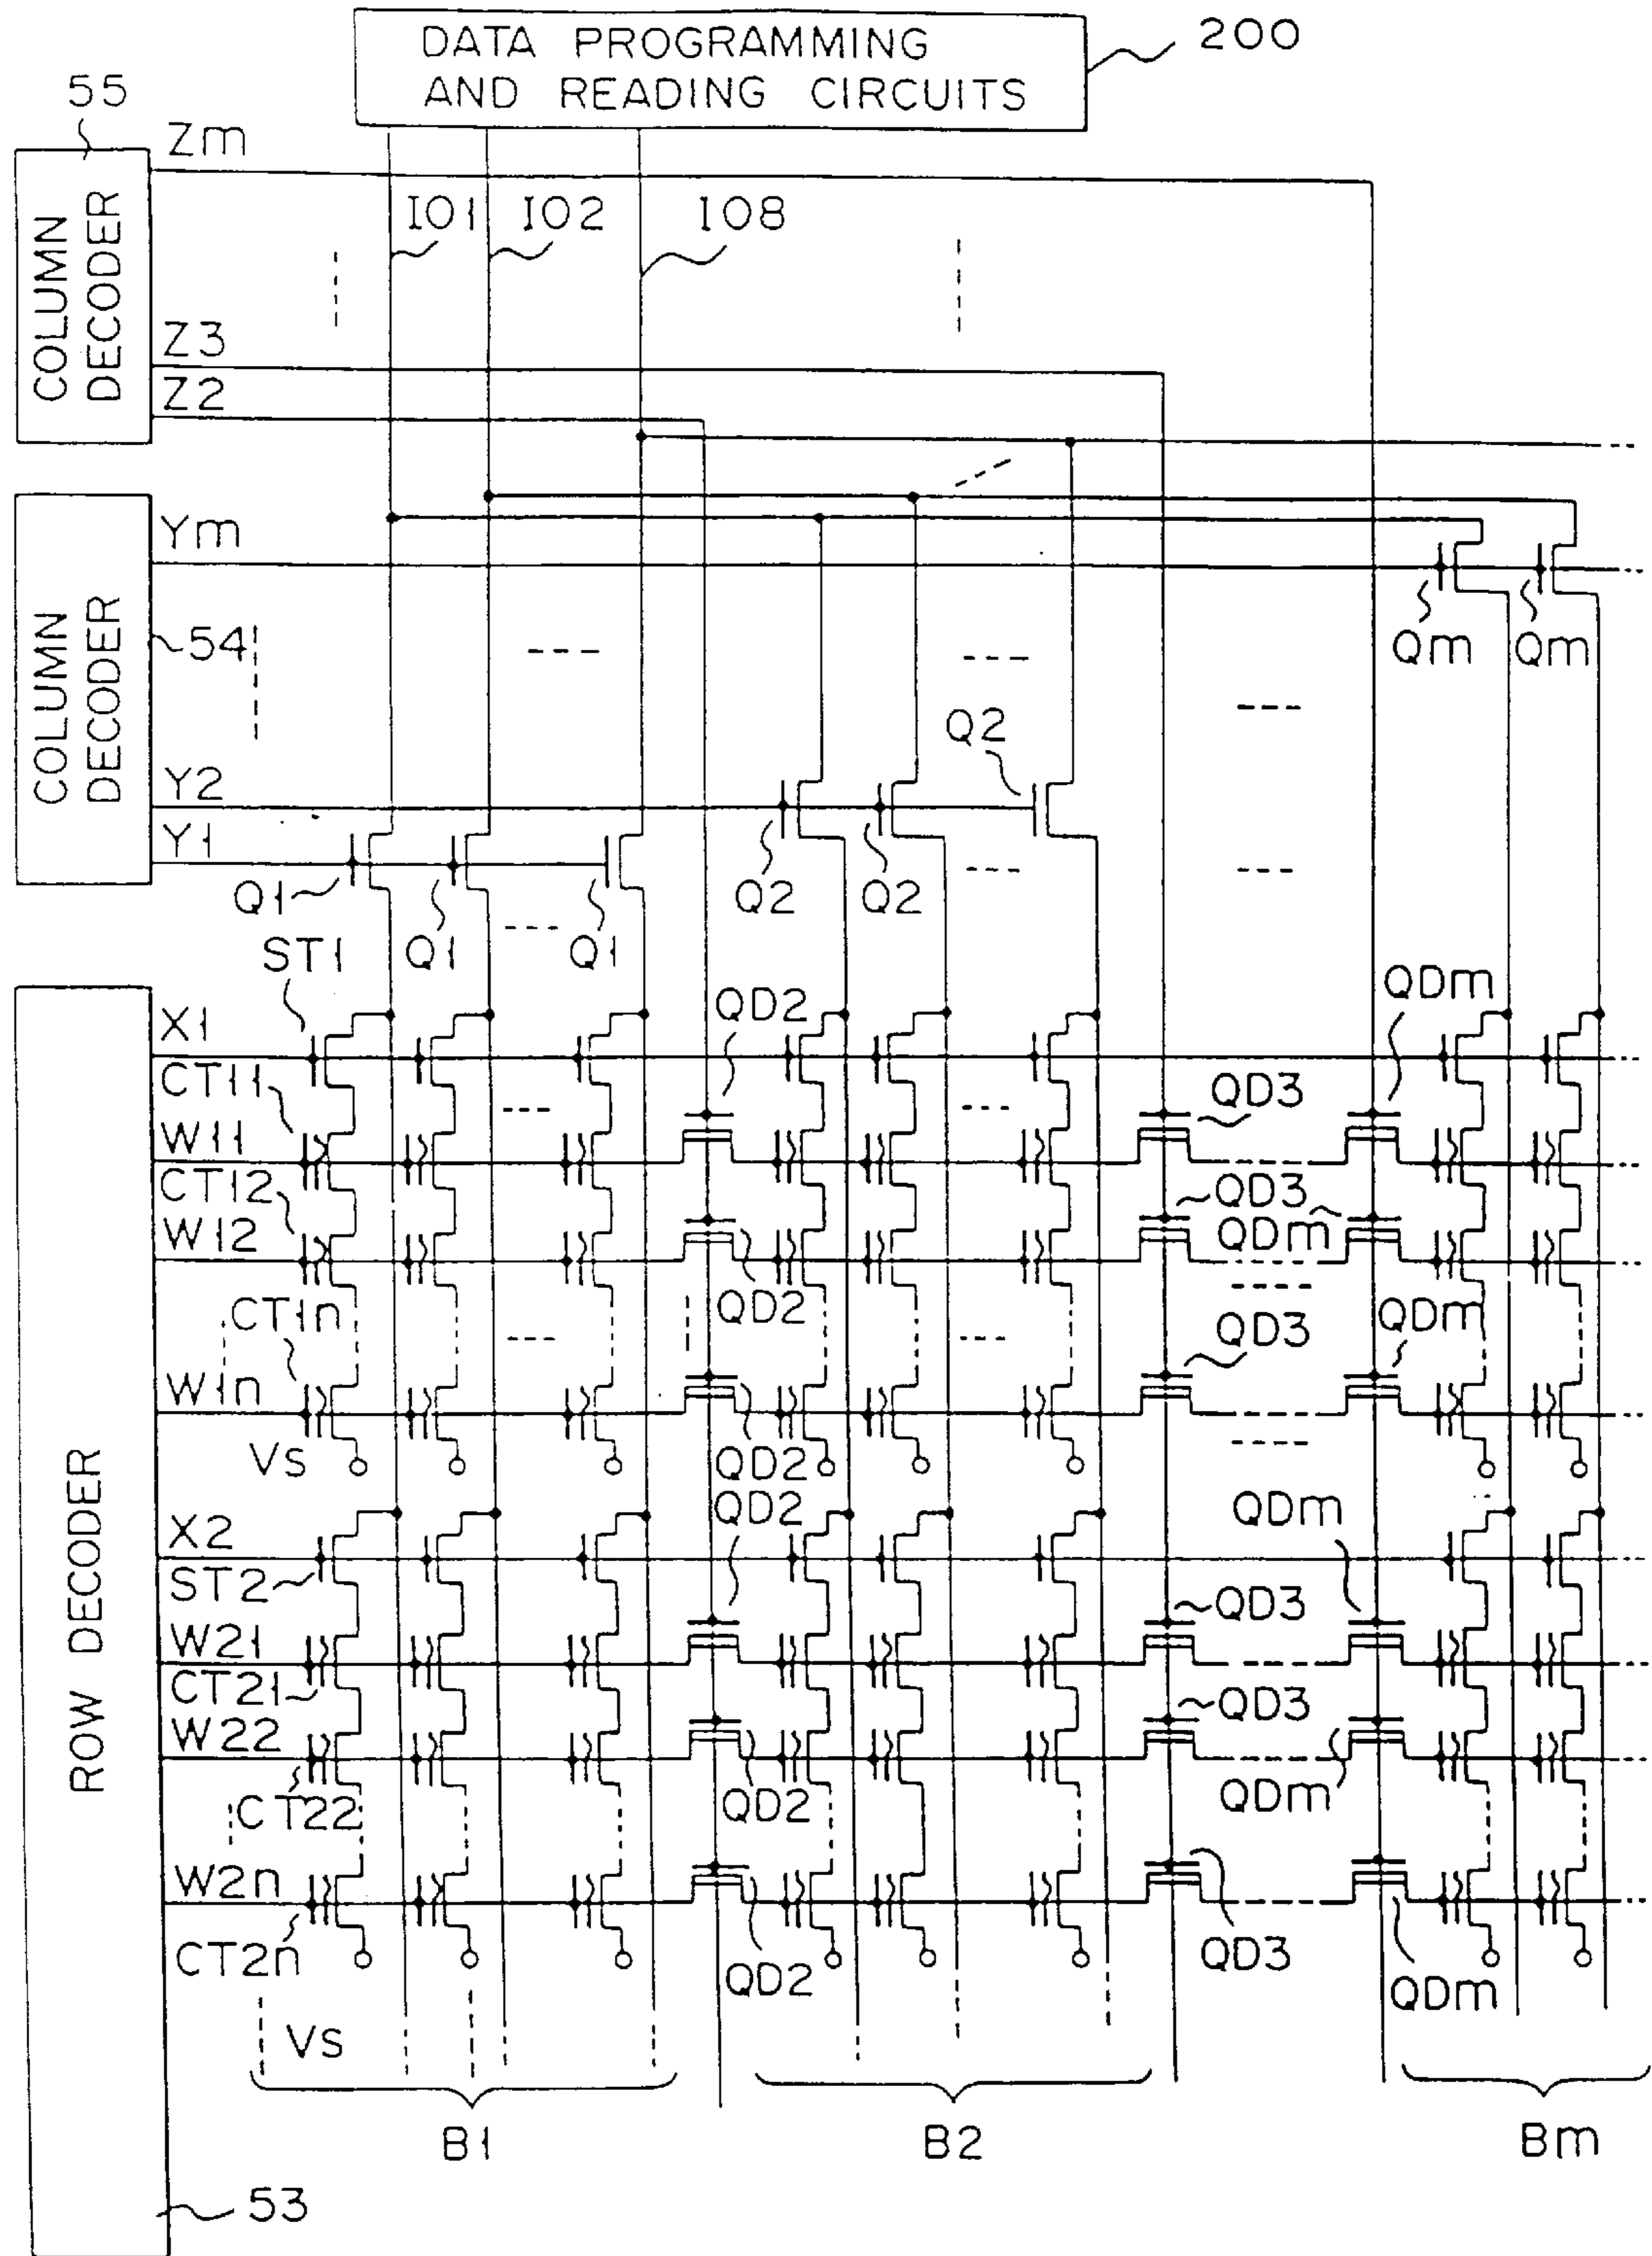 DATA PROGRAMMING
AND READING CIRCUITS
200
55
Zm
COLUMN
DECODER
IO1
IO2
IO8
Z3
Z2
Ym
COLUMN
DECODER
54
Qm
Qm
Q2
Y2
Y1
Q1
Q1
Q1
Q2
Q2
ST1
X1
QD2
QDm
CT11
QD3
W11
CT12
QD3
W12
QDm
QD2
CT1n
QD3
QDm
W1n
Vs
QD2
ROW DECODER
QD2
QDm
X2
ST2
QD3
W21
CT21
QD3
W22
CT22
QD2
QDm
W2n
CT2n
QD2
QD3
QDm
Vs
B1
B2
Bm
53